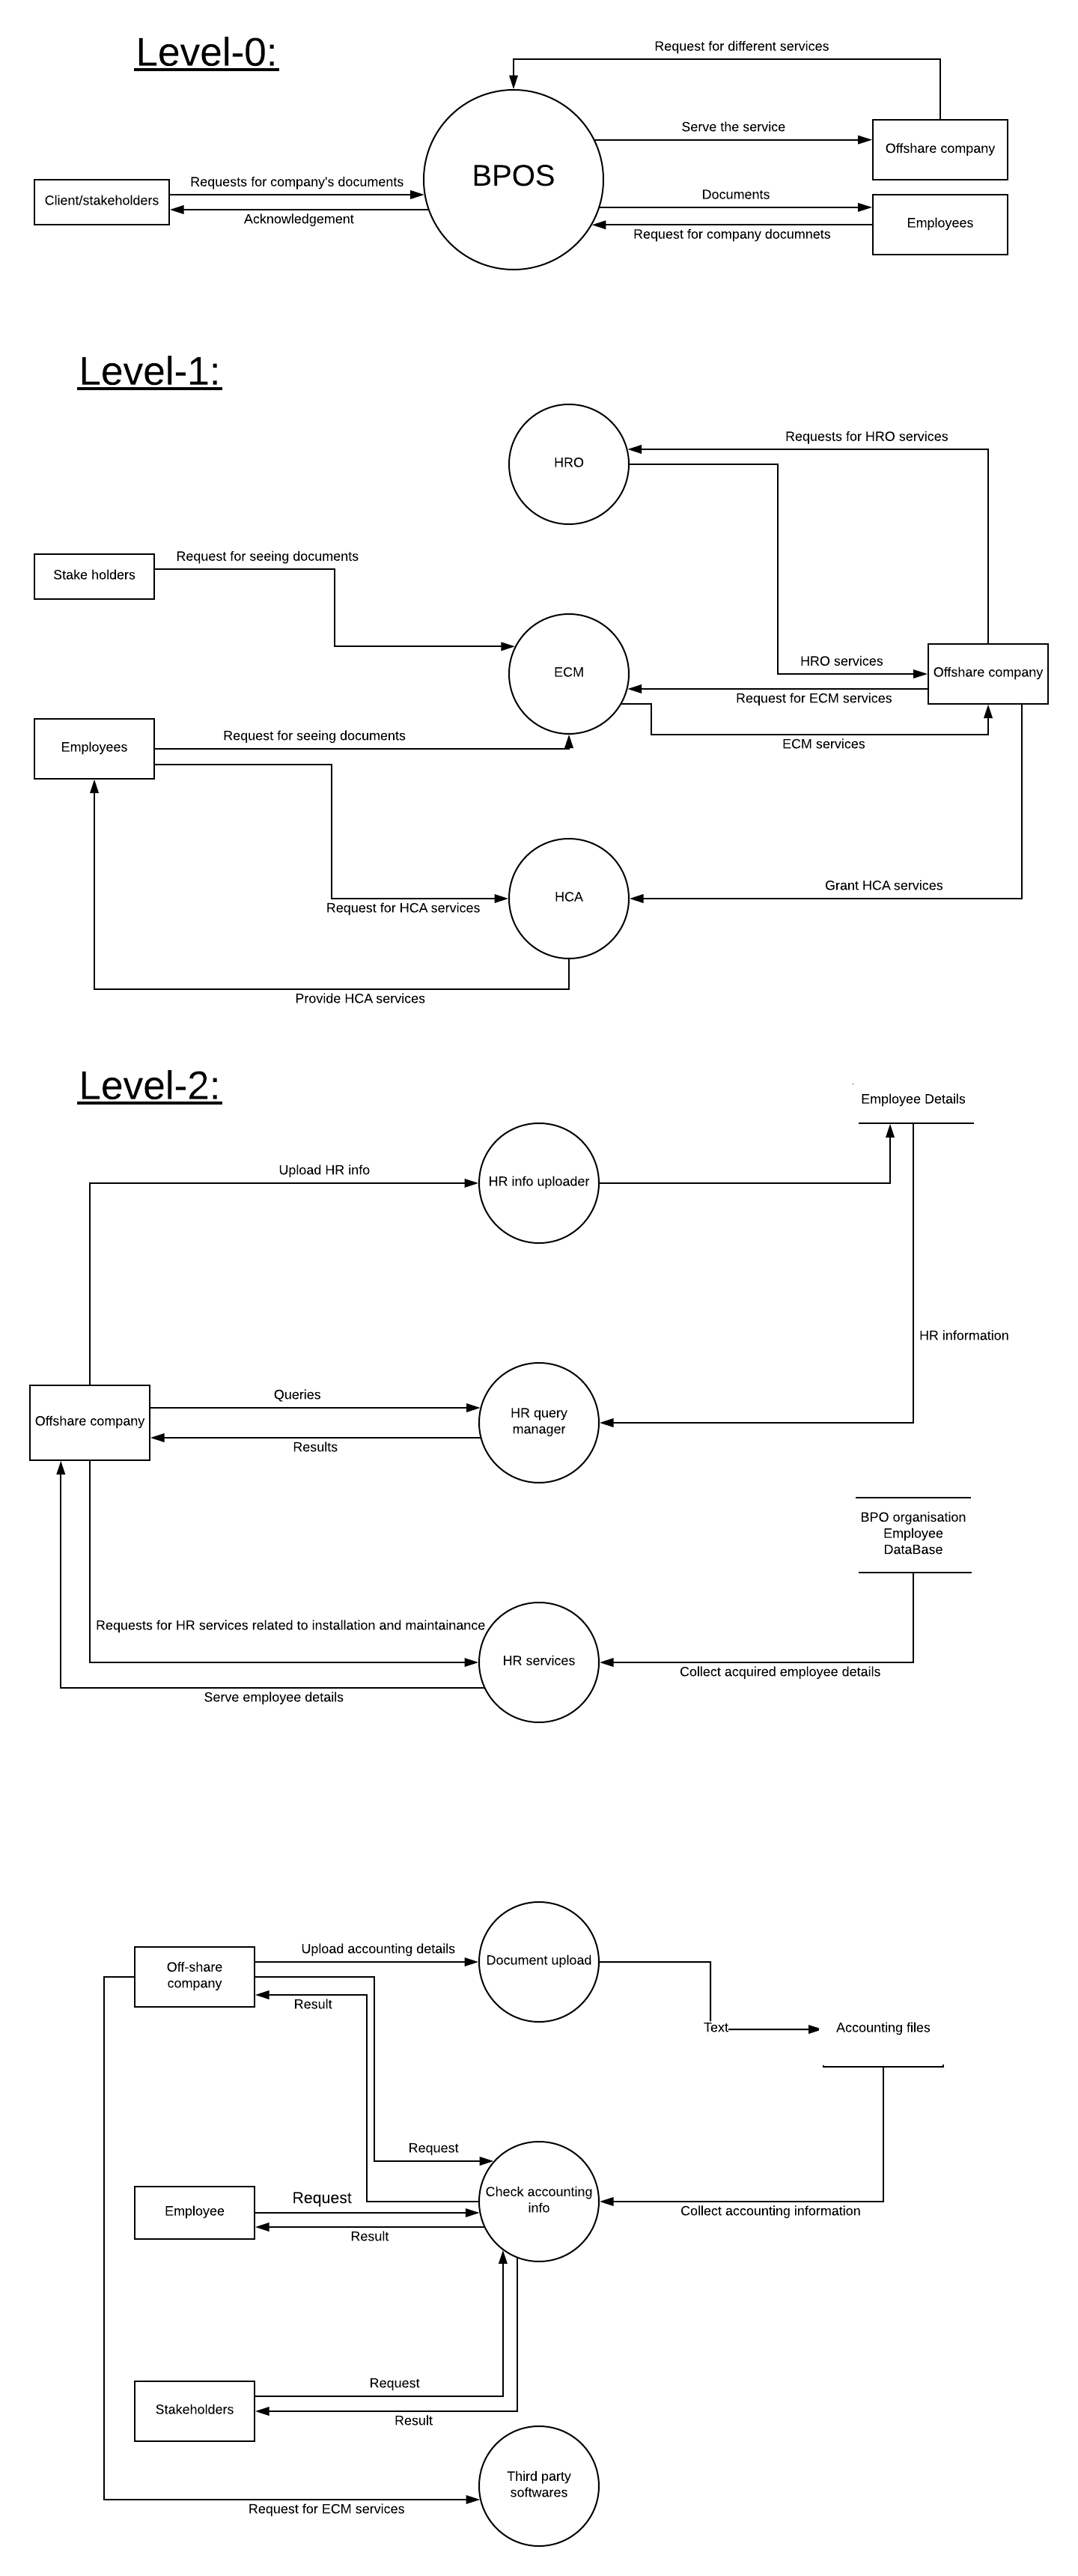 Level-0:
Request for different services
Serve the service
Offshare company
BPOS
Requests for company's documents
Client/stakeholders
Acknowledgement
Documents
Employees
Request for company documnets
Level-1:
HRO
Requests for HRO services
Request for seeing documents
Stake holders
ECM
HRO services
Offshare company
Request for ECM services
Request for seeing documents
Employees
ECM services
HCA
Grant HCA services
Request for HCA services
Provide HCA services
Level-2:
Employee Details
Upload HR info
HR info uploader
HR information
Queries
Offshare company
HR query
manager
Results
BPO organisation
Employee
DataBase
Requests for HR services related to installation and maintainance
HR services
Collect acquired employee details
Serve employee details
Upload accounting details
Document upload
Off-share
company
Result
Text
Accounting files
Request
Check accounting
info
Request
Employee
Collect accounting information
Result
Request
Stakeholders
Result
Third party
softwares
Request for ECM services